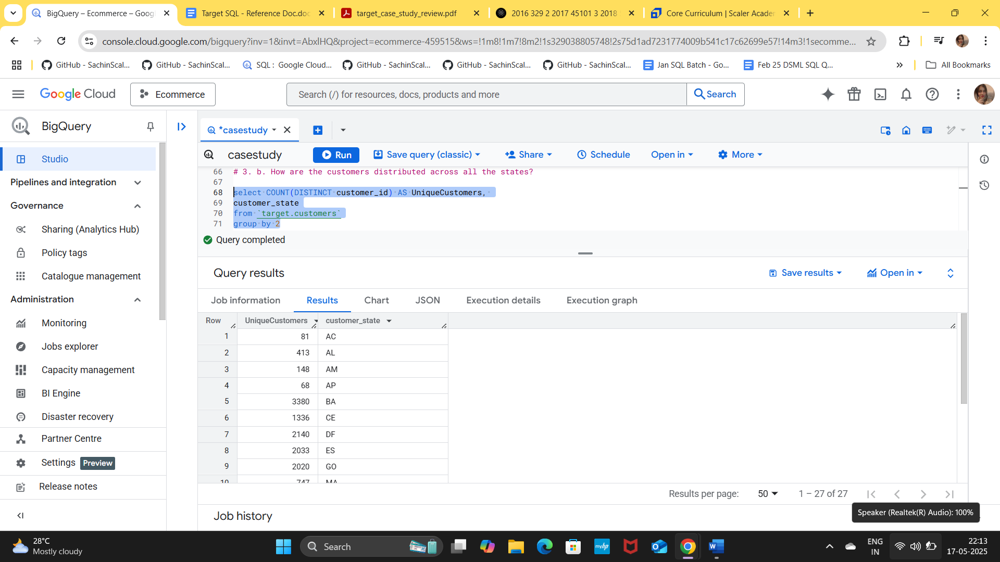 BigQuery – Ecommerce – Goog
Target SQL - Reference Doc.doc
target_case_study_review.pdf
2016 329 2 2017 45101 3 2018
Core Curriculum | Scaler Acade
console.cloud.google.com/bigquery?inv=1&invt=AbxlHQ&project=ecommerce-459515&ws=!1m8!1m7!8m2!1s329038805748!2s75d1ad7231774009b541c17c62699e57!14m3!1secomme...
GitHub - SachinScal...
GitHub - SachinScal...
SQL : Google Cloud...
GitHub - SachinScal...
GitHub - SachinScal...
GitHub - SachinScal...
Jan SQL Batch - Go...
Feb 25 DSML SQL Q...
All Bookmarks
Google Cloud
Ecommerce
Search (/) for resources, docs, products and more
Search
BigQuery
Studio
Pipelines and integration
Governance
Sharing (Analytics Hub)
Policy tags
Catalogue management
Administration
Monitoring
Jobs explorer
Capacity management
BI Engine
Disaster recovery
Partner Centre
Settings Preview
Release notes
*casestudy
casestudy
Run
Save query (classic)
Share
Schedule
Open in
More
66 # 3. b. How are the customers distributed across all the states?
67
68 select COUNT(DISTINCT customer_id) AS UniqueCustomers,
69 customer_state
70 from `target.customers`
71 group by 2
Query completed
Query results
Save results
Open in
Job information
Results
Chart
JSON
Execution details
Execution graph
Row UniqueCustomers customer_state
1 81 AC
2 413 AL
3 148 AM
4 68 AP
5 3380 BA
6 1336 CE
7 2140 DF
8 2033 ES
9 2020 GO
10 747 MA
Results per page: 50 1 – 27 of 27
Speaker (Realtek(R) Audio): 100%
Job history
28°C
Mostly cloudy
Search
myhp
ENG
IN
22:13
17-05-2025